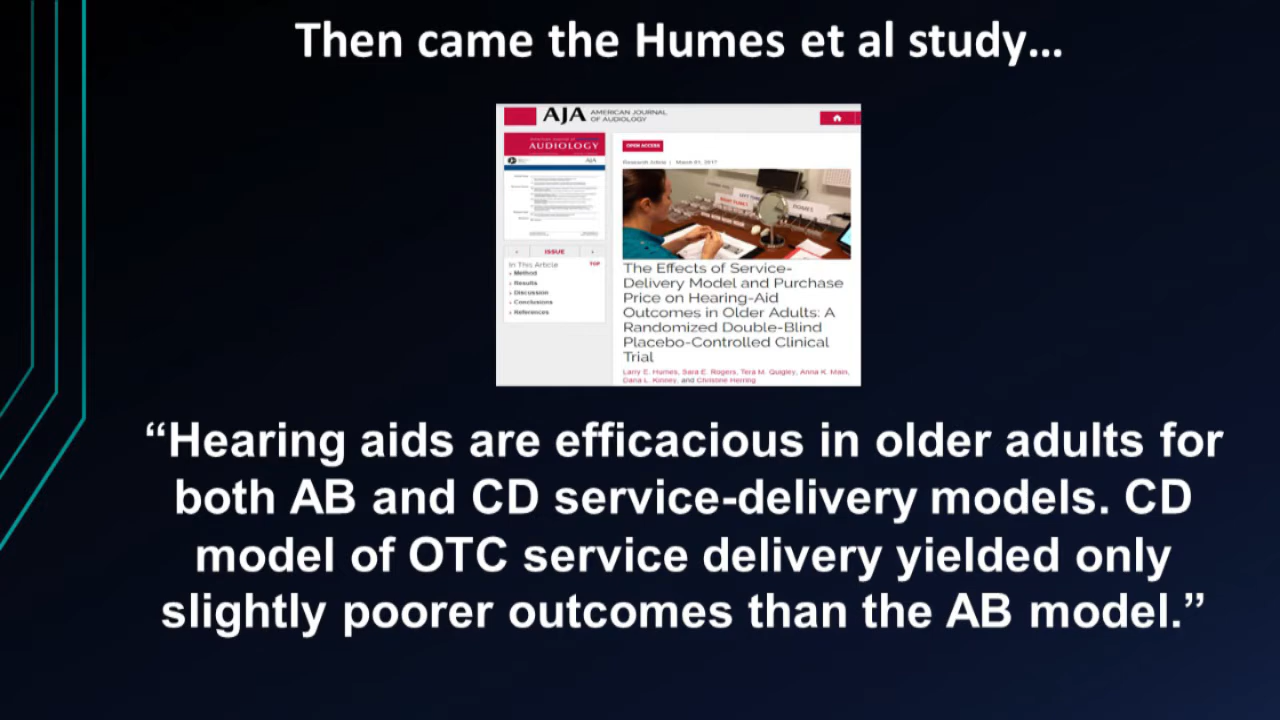 Then came the Humes et al study...
AJA AMERICAN JOURNAL
OF AUDIOLOGY
AUDIOLOGY
AJA
ISSUE
In This Article TOP
Method
Results
Discussion
Conclusions
References
OPEN ACCESS
Research Article | March 01, 2017
The Effects of Service-
Delivery Model and Purchase
Price on Hearing-Aid
Outcomes in Older Adults: A
Randomized Double-Blind
Placebo-Controlled Clinical
Trial
Larry E. Humes, Sara E. Rogers, Tera M. Quigley, Anna K. Main,
Dana L. Kinney, and Christine Herring
“Hearing aids are efficacious in older adults for
both AB and CD service-delivery models. CD
model of OTC service delivery yielded only
slightly poorer outcomes than the AB model.”